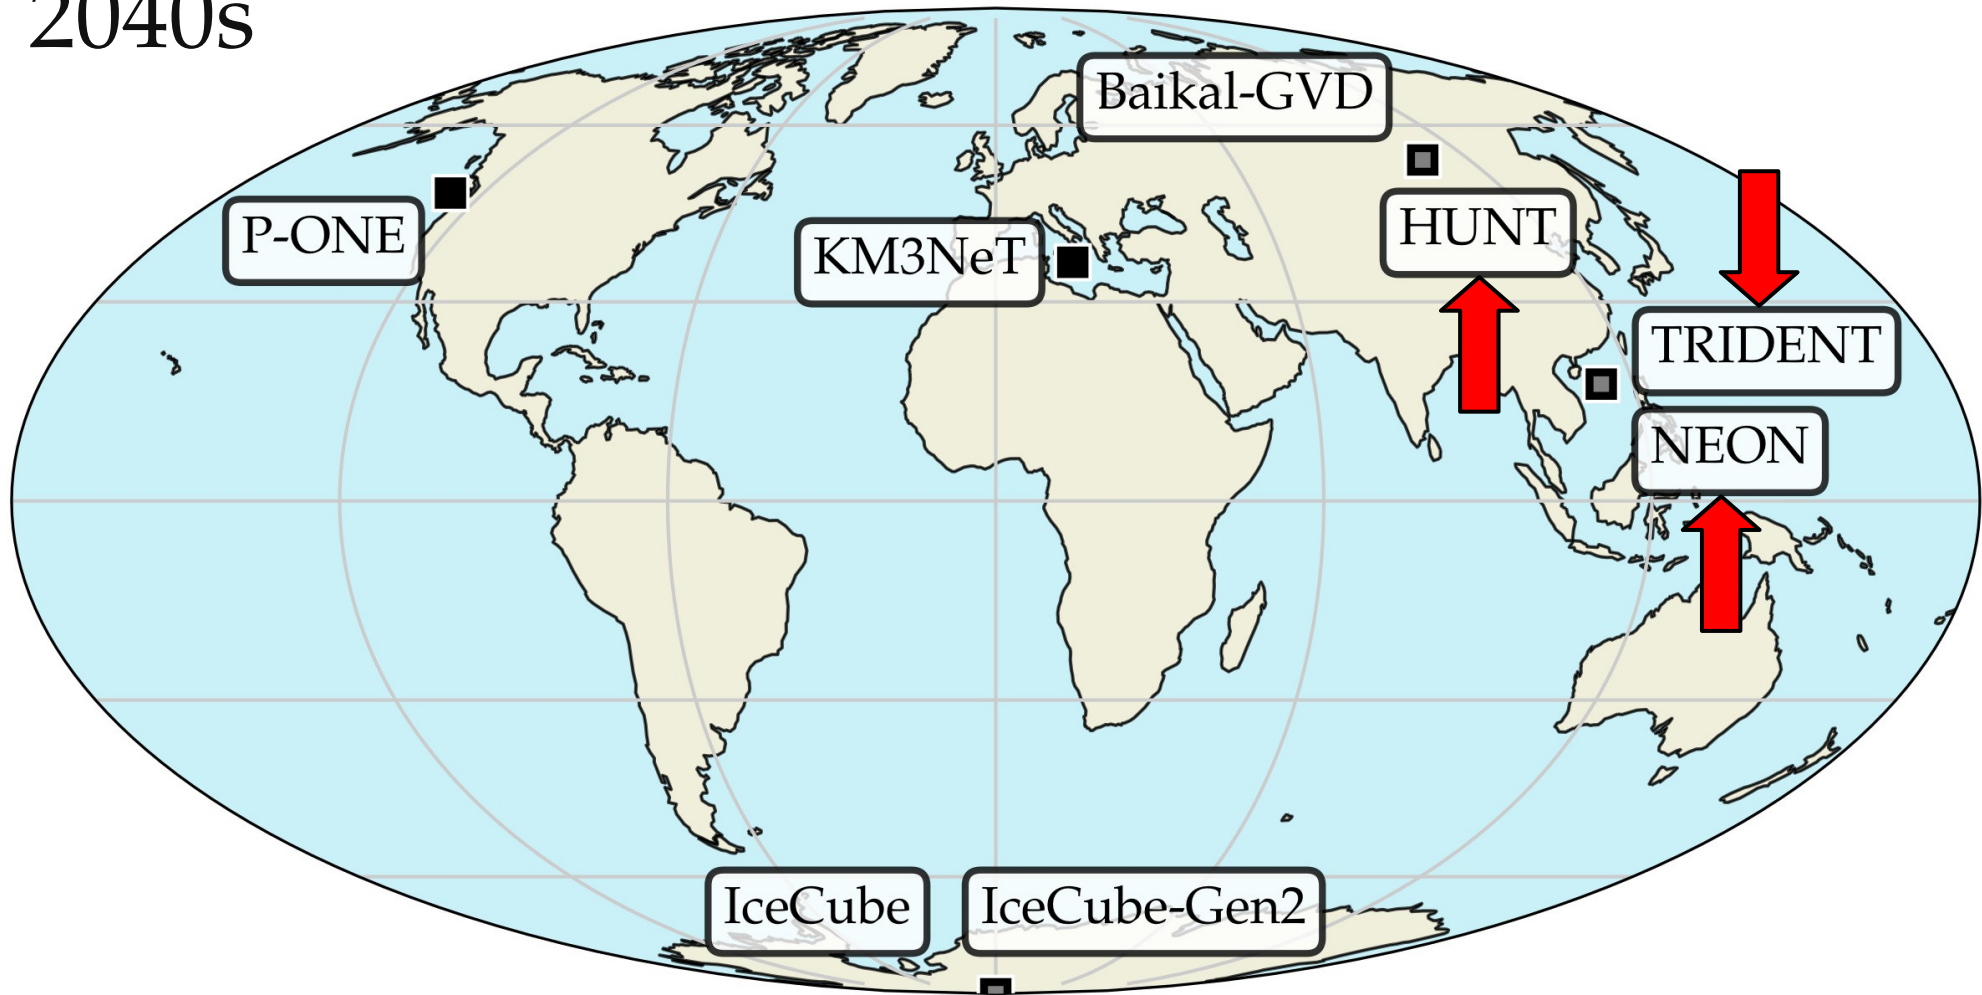 2040s
Baikal-GVD
P-ONE
KM3NeT
HUNT
TRIDENT
NEON
IceCube
IceCube-Gen2